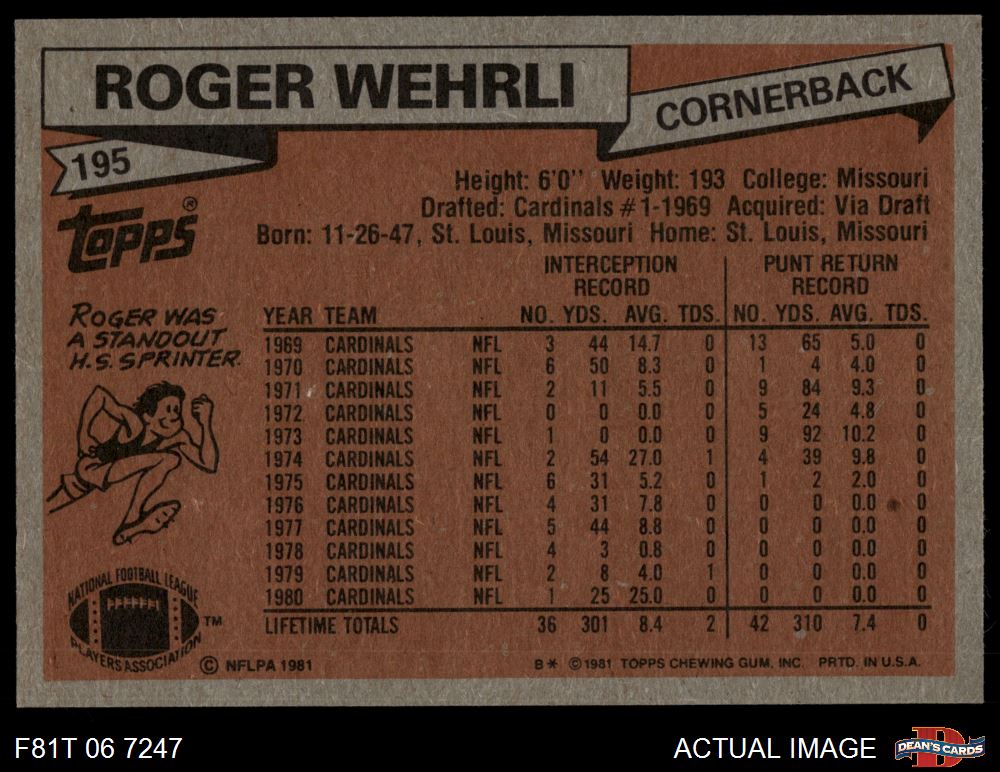 ROGER WEHRLI
CORNERBACK
195
topps®
Height: 6'0'' Weight: 193 College: Missouri
Drafted: Cardinals #1-1969 Acquired: Via Draft
Born: 11-26-47, St. Louis, Missouri Home: St. Louis, Missouri
ROGER WAS
A STANDOUT
H.S. SPRINTER.
INTERCEPTION RECORD PUNT RETURN RECORD
YEAR TEAM NO. YDS. AVG. TDS. NO. YDS. AVG. TDS.
1969 CARDINALS NFL 3 44 14.7 0 13 65 5.0 0
1970 CARDINALS NFL 6 50 8.3 0 1 4 4.0 0
1971 CARDINALS NFL 2 11 5.5 0 9 84 9.3 0
1972 CARDINALS NFL 0 0 0.0 0 5 24 4.8 0
1973 CARDINALS NFL 1 0 0.0 0 9 92 10.2 0
1974 CARDINALS NFL 2 54 27.0 1 4 39 9.8 0
1975 CARDINALS NFL 6 31 5.2 0 1 2 2.0 0
1976 CARDINALS NFL 4 31 7.8 0 0 0 0.0 0
1977 CARDINALS NFL 5 44 8.8 0 0 0 0.0 0
1978 CARDINALS NFL 4 3 0.8 0 0 0 0.0 0
1979 CARDINALS NFL 2 8 4.0 1 0 0 0.0 0
1980 CARDINALS NFL 1 25 25.0 0 0 0 0.0 0
LIFETIME TOTALS 36 301 8.4 2 42 310 7.4 0
NATIONAL FOOTBALL LEAGUE
PLAYERS ASSOCIATION
TM
© NFLPA 1981
B* © 1981 TOPPS CHEWING GUM, INC. PRTD. IN U.S.A.
F81T 06 7247
ACTUAL IMAGE
D
DEAN'S CARDS